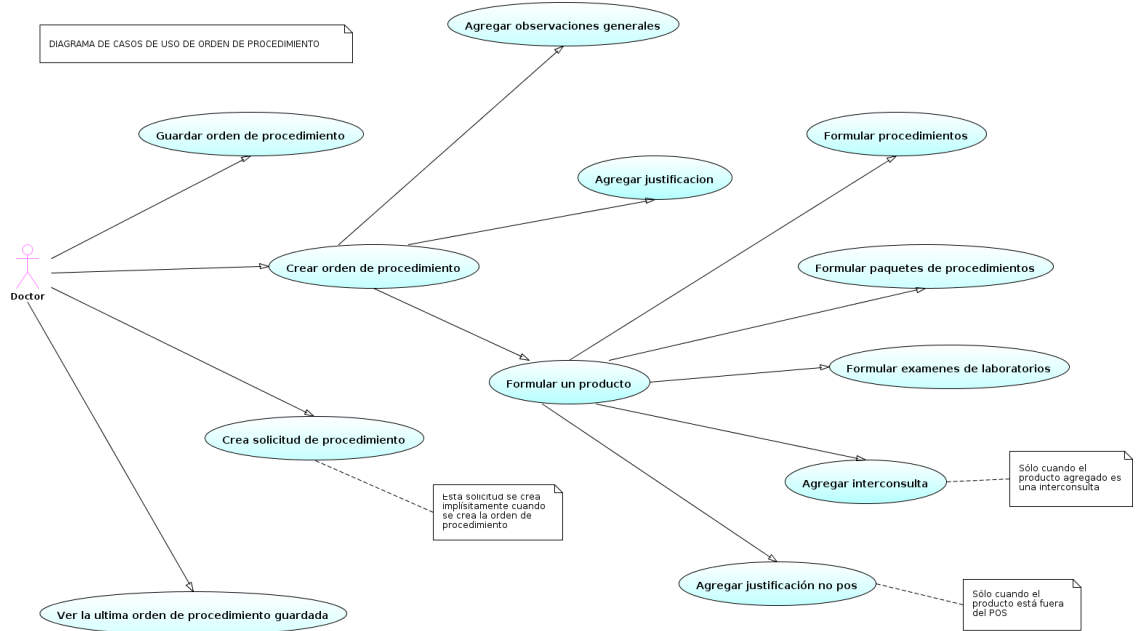 Agregar observaciones generales
DIAGRAMA DE CASOS DE USO DE ORDEN DE PROCEDIMIENTO
Guardar orden de procedimiento
Formular procedimientos
Agregar justificacion
Crear orden de procedimiento
Formular paquetes de procedimientos
Doctor
Formular examenes de laboratorios
Formular un producto
Crea solicitud de procedimiento
Esta solicitud se crea
implísitamente cuando
se crea la orden de
procedimiento
Agregar interconsulta
Sólo cuando el
producto agregado es
una interconsulta
Agregar justificación no pos
Sólo cuando el
producto está fuera
del POS
Ver la ultima orden de procedimiento guardada